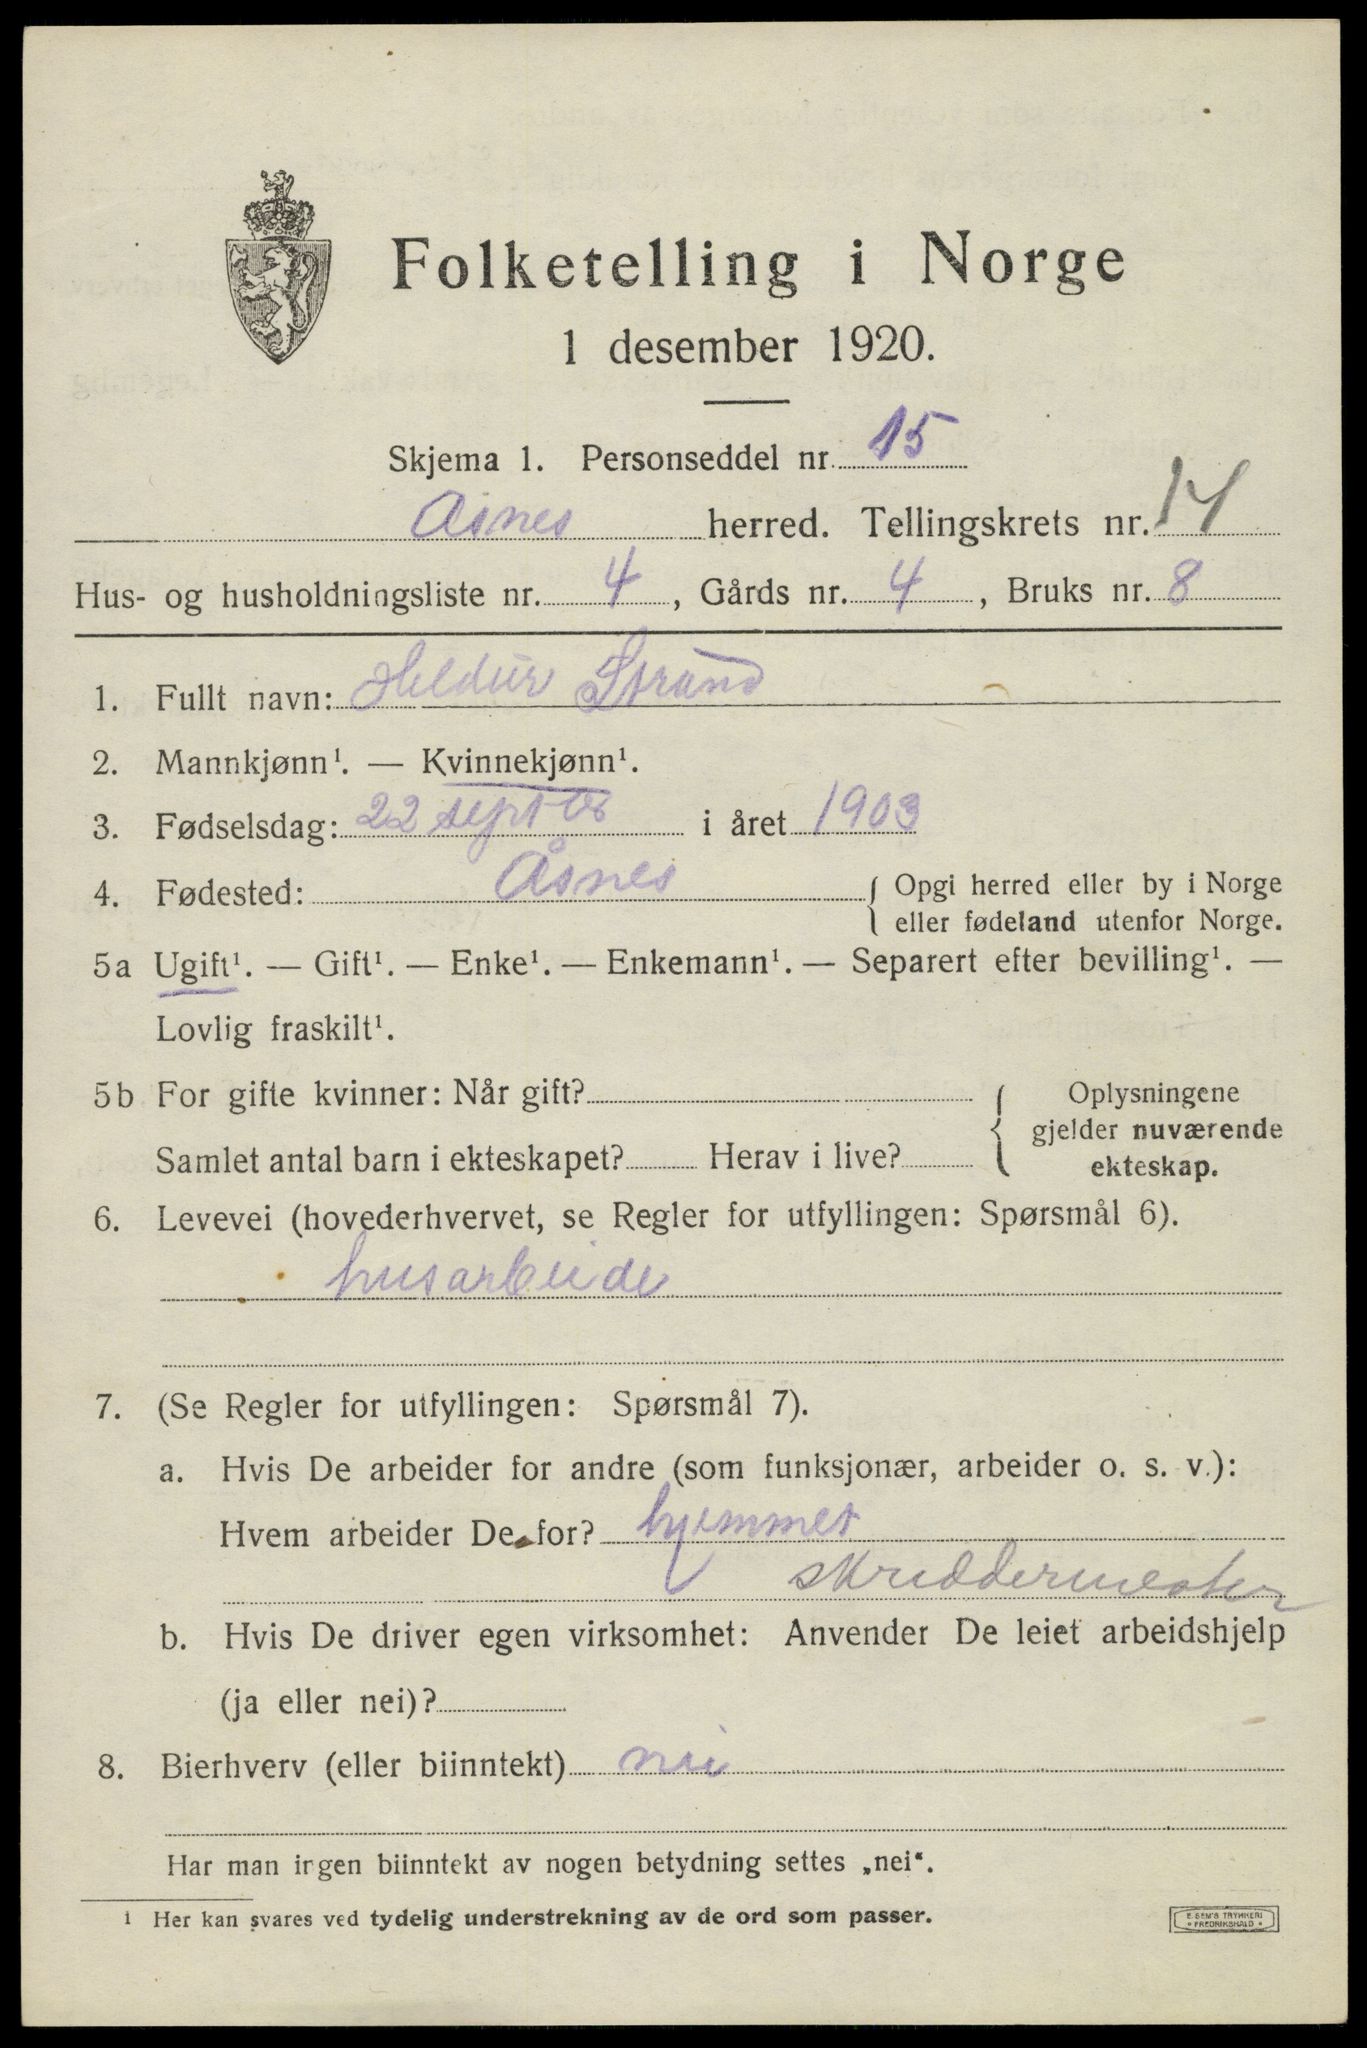 Folketelling i Norge
1 desember 1920.
Skjema 1. Personseddel nr. 15
Åsnes herred. Tellingskrets nr. 14
Hus- og husholdningsliste nr. 4, Gårds nr. 4, Bruks nr. 8
1. Fullt navn: Heldur Strand
2. Mannkjønn¹. — Kvinnekjønn¹.
3. Fødselsdag: 22 septbr i året 1903
4. Fødested: Åsnes { Opgi herred eller by i Norge
eller fødeland utenfor Norge.
5a Ugift¹. — Gift¹. — Enke¹. — Enkemann¹. — Separert efter bevilling¹. —
Lovlig fraskilt¹.
5b For gifte kvinner: Når gift? { Oplysningene
gjelder nuværende
Samlet antal barn i ekteskapet? Herav i live? ekteskap.
6. Levevei (hovederhvervet, se Regler for utfyllingen: Spørsmål 6).
husarbeide
7. (Se Regler for utfyllingen: Spørsmål 7).
a. Hvis De arbeider for andre (som funksjonær, arbeider o. s. v.):
Hvem arbeider De for? hjemmet
skreddermester
b. Hvis De driver egen virksomhet: Anvender De leiet arbeidshjelp
(ja eller nei)?
8. Bierhverv (eller biinntekt) nei
Har man ingen biinntekt av nogen betydning settes „nei“.
¹ Her kan svares ved tydelig understrekning av de ord som passer.
E. SEM'S TRYKKERI
• FREDRIKSHALD •